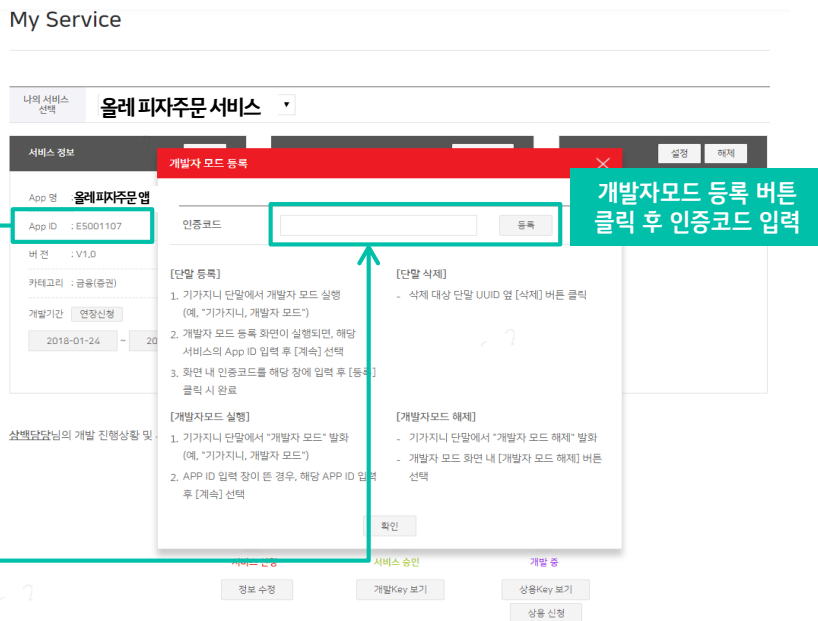 My Service
나의 서비스
선택
올레 피자주문 서비스
서비스 정보
설정
해제
개발자 모드 등록
개발자모드 등록 버튼
클릭 후 인증코드 입력
App 명 : 올레 피자주문 앱
App ID : E5001107
버 전 : V1.0
카테고리 : 금융(증권)
개발기간
연장신청
2018-01-24 ~ 20
인증코드
등록
[단말 등록]
1. 기가지니 단말에서 개발자 모드 실행
(예, "기가지니, 개발자 모드")
2. 개발자 모드 등록 화면이 실행되면, 해당
서비스의 App ID 입력 후 [계속] 선택
3. 화면 내 인증코드를 해당 창에 입력 후 [등록]
클릭 시 완료
[단말 삭제]
- 삭제 대상 단말 UUID 옆 [삭제] 버튼 클릭
[개발자모드 실행]
1. 기가지니 단말에서 "개발자 모드" 발화
(예, "기가지니, 개발자 모드")
2. APP ID 입력 창이 뜬 경우, 해당 APP ID 입력
후 [계속] 선택
[개발자모드 해제]
- 기가지니 단말에서 "개발자 모드 해제" 발화
- 개발자 모드 화면 내 [개발자 모드 해제] 버튼
선택
확인
상백담당님의 개발 진행상황 및
서비스 신청
서비스 승인
개발 중
정보 수정
개발Key 보기
상용Key 보기
상용 신청